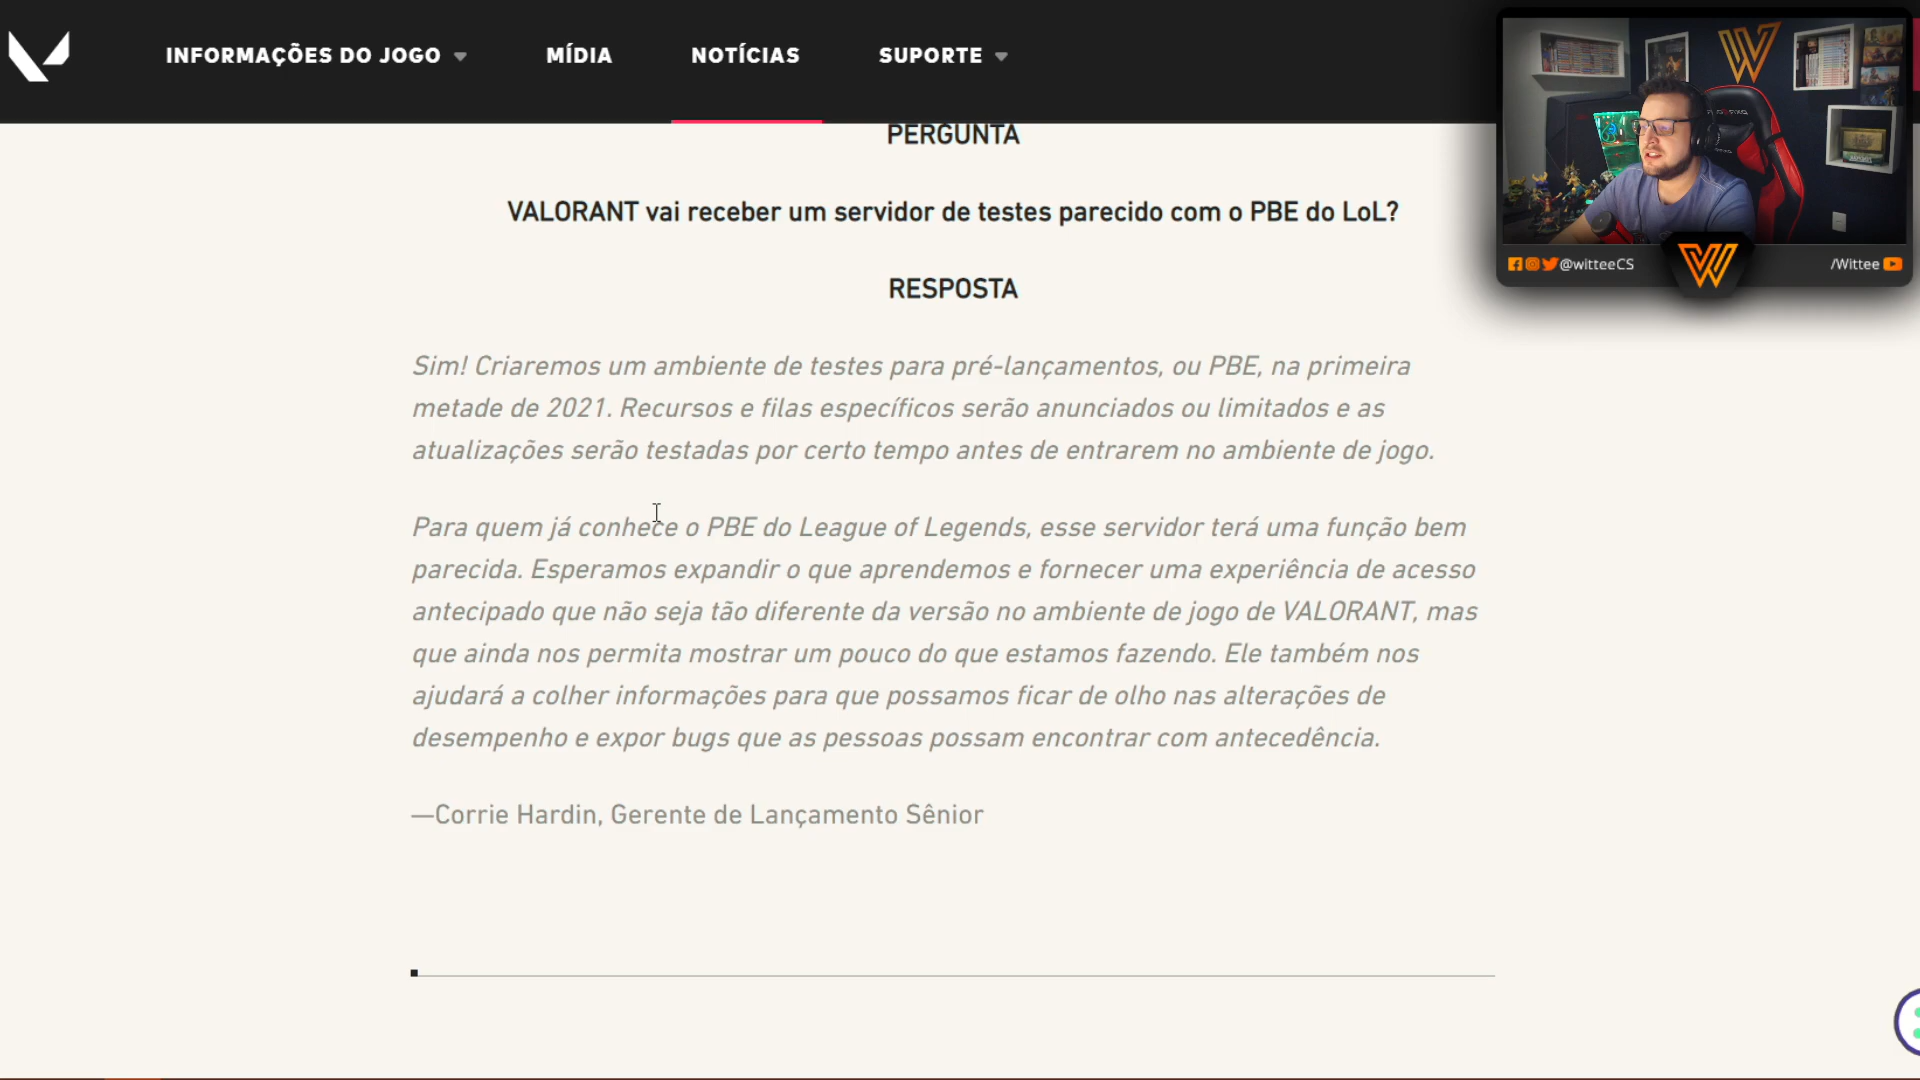 INFORMAÇÕES DO JOGO
MÍDIA
NOTÍCIAS
SUPORTE
PERGUNTA
VALORANT vai receber um servidor de testes parecido com o PBE do LoL?
RESPOSTA
Sim! Criaremos um ambiente de testes para pré-lançamentos, ou PBE, na primeira
metade de 2021. Recursos e filas específicos serão anunciados ou limitados e as
atualizações serão testadas por certo tempo antes de entrarem no ambiente de jogo.
Para quem já conhece o PBE do League of Legends, esse servidor terá uma função bem
parecida. Esperamos expandir o que aprendemos e fornecer uma experiência de acesso
antecipado que não seja tão diferente da versão no ambiente de jogo de VALORANT, mas
que ainda nos permita mostrar um pouco do que estamos fazendo. Ele também nos
ajudará a colher informações para que possamos ficar de olho nas alterações de
desempenho e expor bugs que as pessoas possam encontrar com antecedência.
—Corrie Hardin, Gerente de Lançamento Sênior
@witteeCS
/Wittee